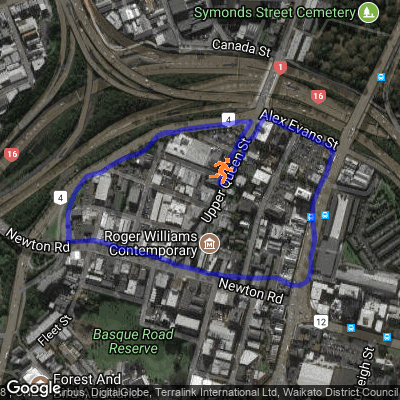 Symonds Street Cemetery
Canada St
1
16
4
Alex Evans St
16
Upper Queen St
4
Roger Williams
Contemporary
Newton Rd
Newton Rd
12
Fleet St
Basque Road
Reserve
eigh St
Forest And
Google
Airbus, DigitalGlobe, Terralink International Ltd, Waikato District Council